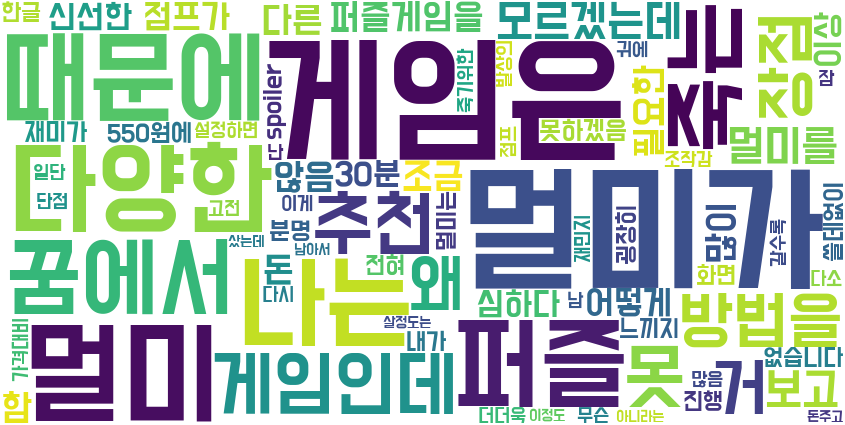 한글
신선한
점프가
다른
퍼즐게임을
모르겠는데
이상
때문에
게임은
죽는
장점
귀에
잠
spoiler
죽기위한
발상인
필요한
재미가
550원에
설정하면
난
점프
못하겠음
멀미를
조작감
다양한
않음
30분
조금
멀미가
일단
단점
고전
이게
추천
멀미는
재민지
굉장히
많이
갈수록
쓸데없이
분명
샀는데
남아서
꿈에서
돈
나는
전혀
왜
화면
다소
다시
심하다
남
어떻게
방법을
가격대비
살정도는
내가
느끼지
멀미
게임인데
퍼즐
못
거
없습니다
보고
많음
진행
함
더더욱
이정도
무슨
아니라는
돈주고